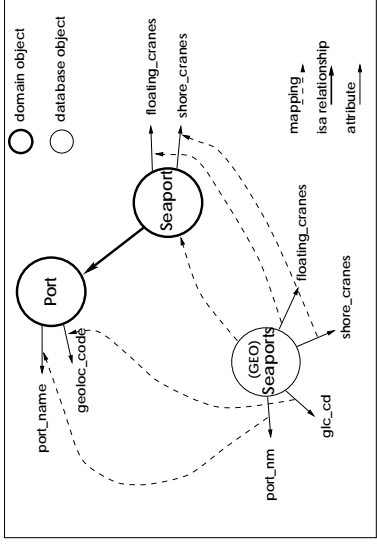 domain object
database object
floating_cranes
shore_cranes
Seaport
Port
port_name
geoloc_code
mapping
isa relationship
attribute
floating_cranes
shore_cranes
(GEO)
Seaports
glc_cd
port_nm